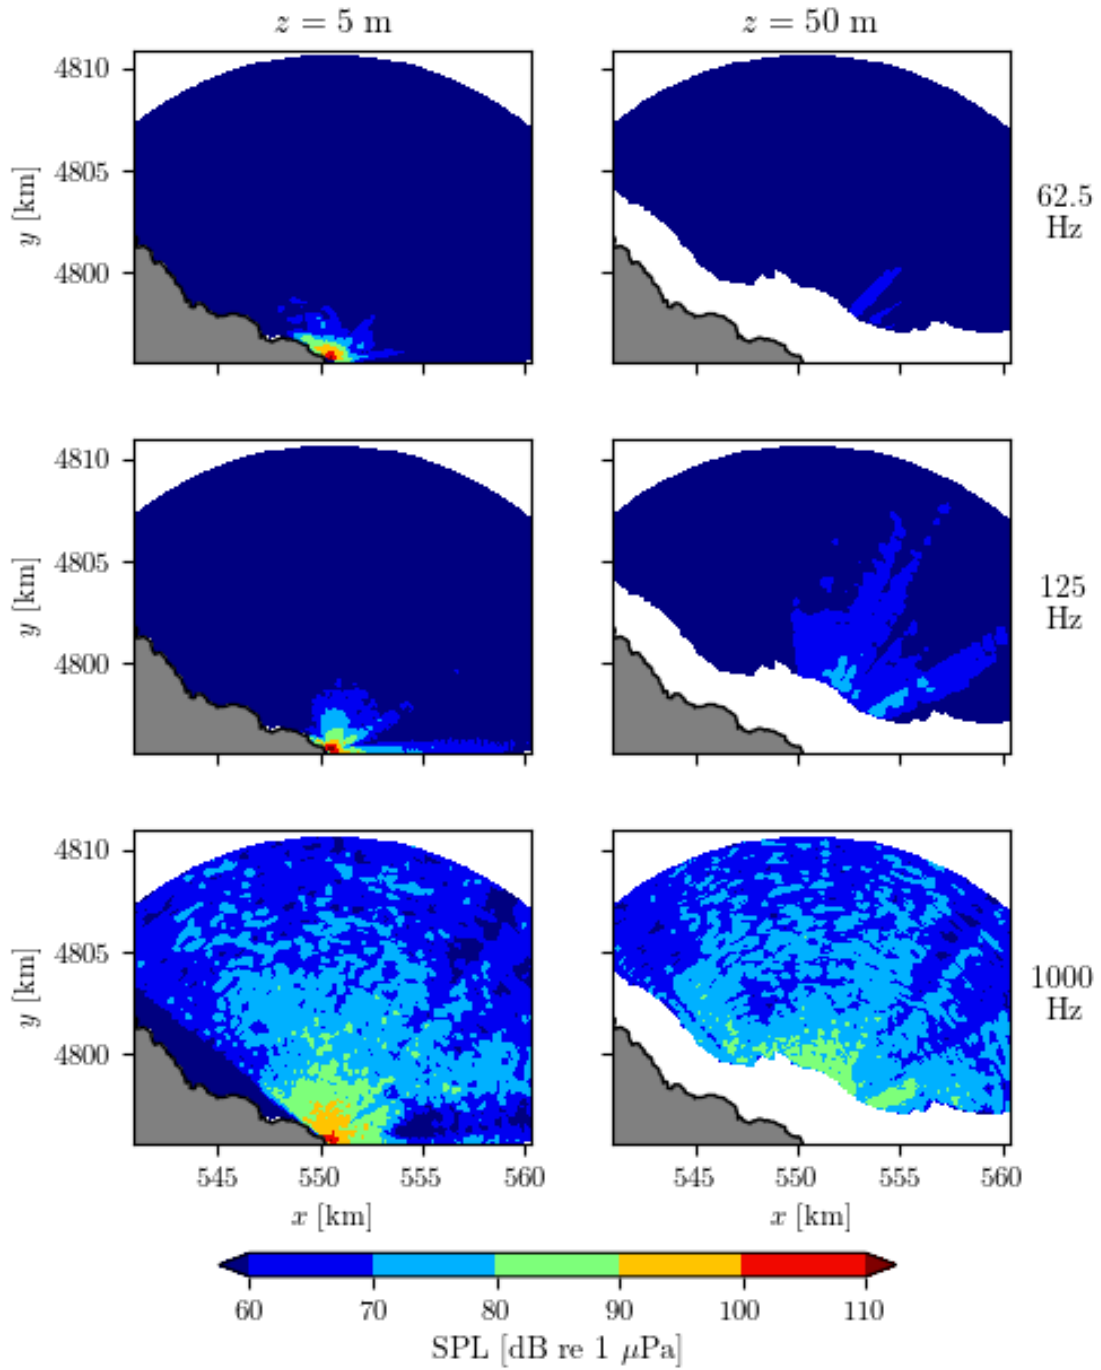 z = 5 m
z = 50 m
4810
4805
4800
y [km]
62.5
Hz
4810
4805
4800
y [km]
125
Hz
4810
4805
4800
y [km]
1000
Hz
545 550 555 560
545 550 555 560
x [km]
x [km]
60 70 80 90 100 110
SPL [dB re 1 μPa]